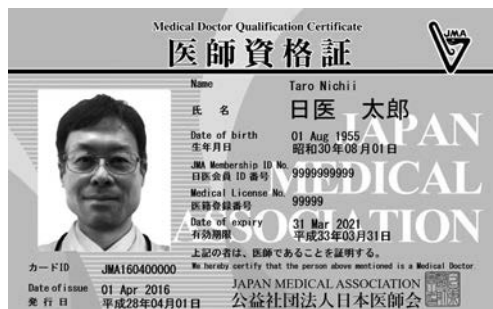 Medical Doctor Qualification Certificate
医師資格証
JMA
Name Taro Nichii
氏 名 日医 太郎
Date of birth 01 Aug 1955
生年月日 昭和30年08月01日
JMA Membership ID No.
日医会員 ID 番号 9999999999
Medical License No.
医籍登録番号 99999
Date of expiry 31 Mar 2021
有効期限 平成33年03月31日
上記の者は、医師であることを証明する。
We hereby certify that the person above mentioned is a Medical Doctor.
カードID JMA160400000
Date of issue 01 Apr 2016
発 行 日 平成28年04月01日
JAPAN MEDICAL ASSOCIATION
公益社団法人日本医師会
JAPAN
MEDICAL
ASSOCIATION